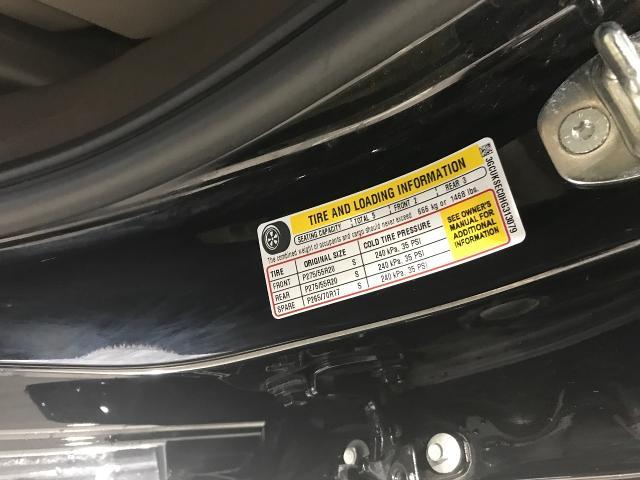 TIRE AND LOADING INFORMATION
SEATING CAPACITY TOTAL 5 FRONT 2 REAR 3
The combined weight of occupants and cargo should never exceed 666 kg or 1468 lbs.
TIRE ORIGINAL SIZE COLD TIRE PRESSURE
FRONT P275/55R20 S 240 kPa, 35 PSI
REAR P275/55R20 S 240 kPa, 35 PSI
SPARE P265/70R17 S 240 kPa, 35 PSI
SEE OWNER'S
MANUAL FOR
ADDITIONAL
INFORMATION
3GCUKSEC0HG313079